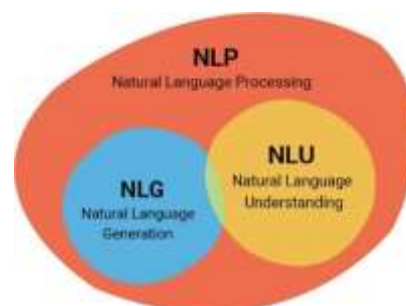 NLP
Natural Language Processing
NLU
Natural Language
Understanding
NLG
Natural Language
Generation